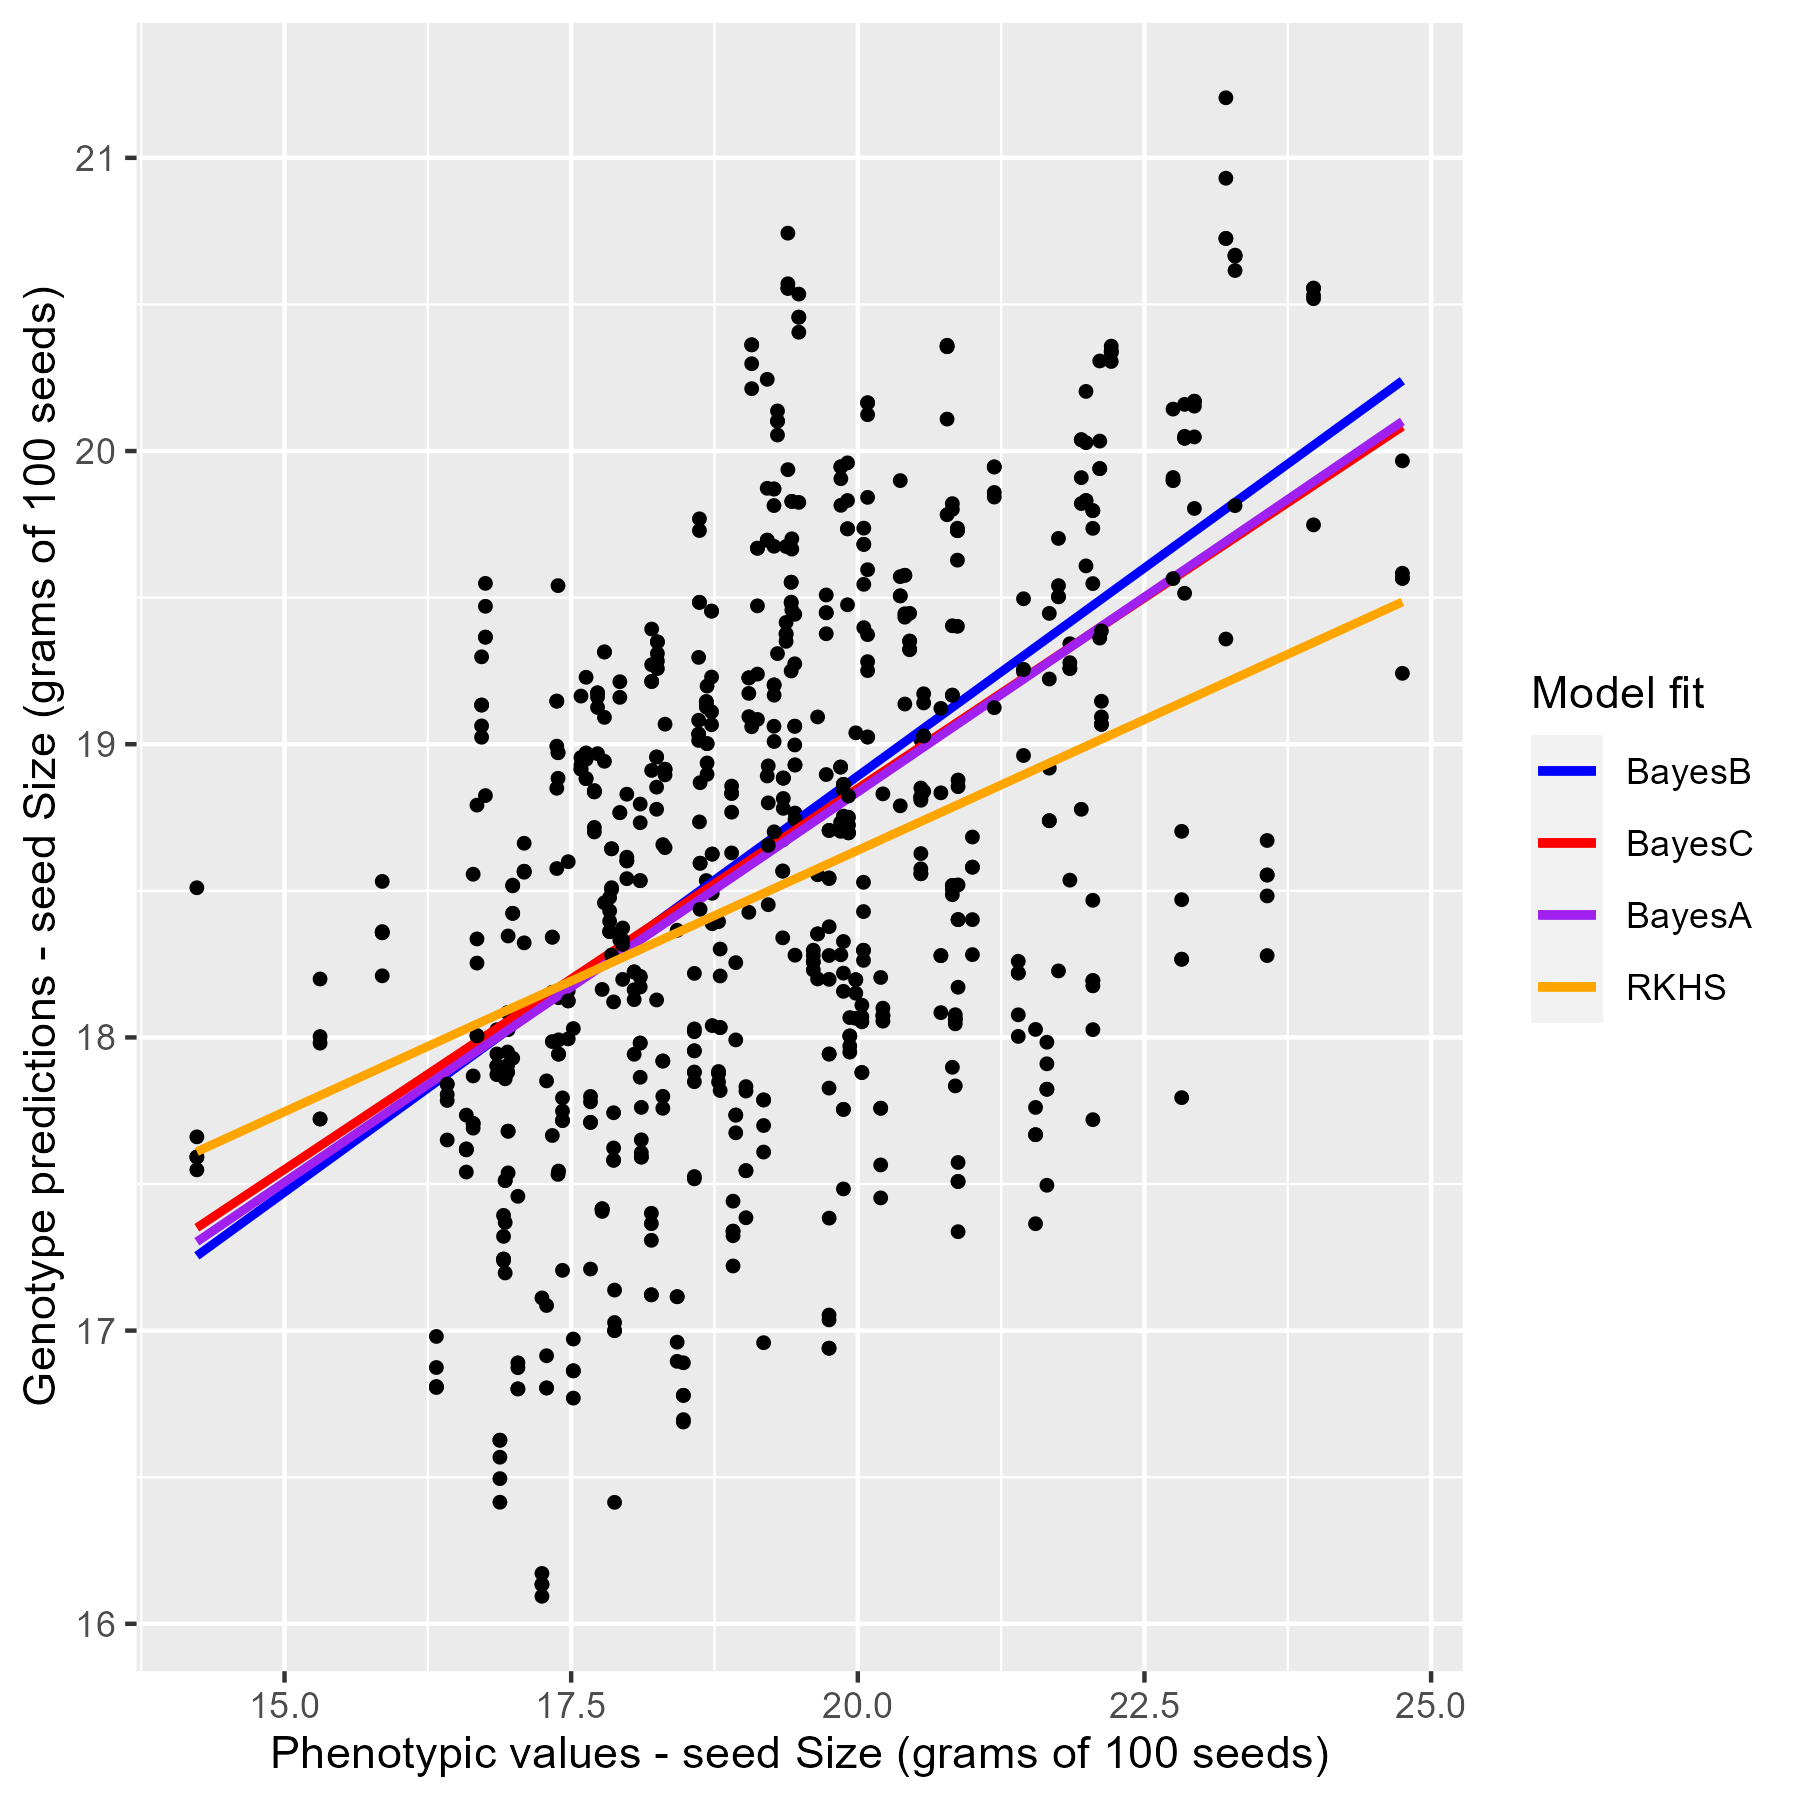 Genotype predictions - seed Size (grams of 100 seeds)
21
20
19
18
17
16
15.0 17.5 20.0 22.5 25.0
Phenotypic values - seed Size (grams of 100 seeds)
Model fit
BayesB
BayesC
BayesA
RKHS